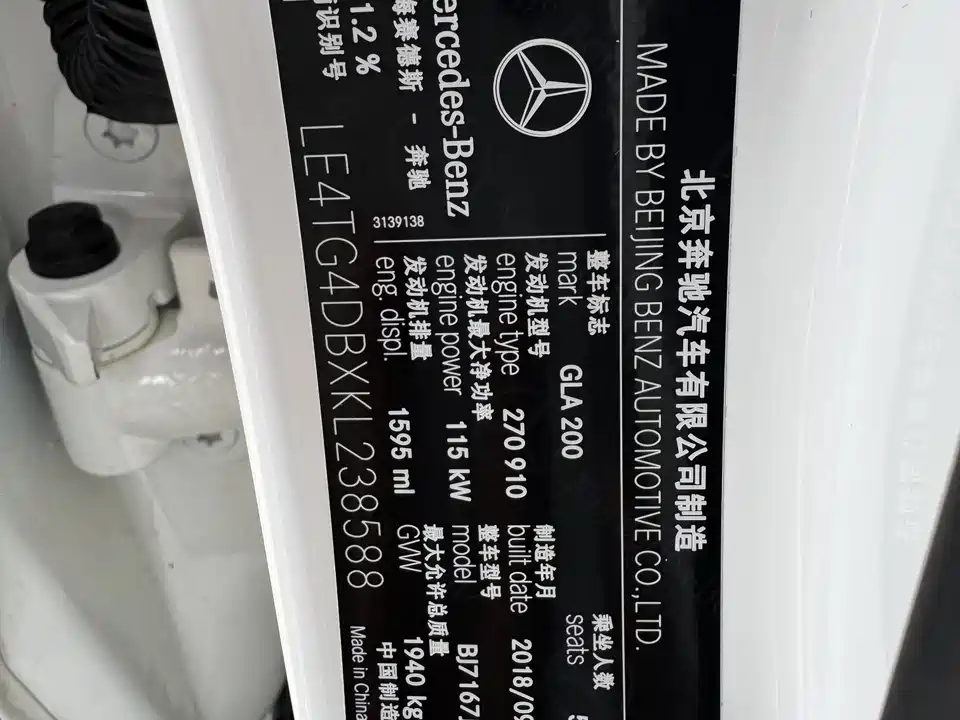 北京奔驰汽车有限公司制造
MADE BY BEIJING BENZ AUTOMOTIVE CO.,LTD.
整车标志
mark GLA 200
乘坐人数
seats 5
发动机型号
engine type 270 910
制造年月
built date 2018/09
发动机最大净功率
engine power 115 kW
整车型号
model BJ7167
发动机排量
eng. displ. 1595 ml
最大允许总质量
GW 1940 kg
ercedes-Benz
梅赛德斯 - 奔驰
3139138
中国制造
Made in China
1.2 %
识别号
LE4TG4DBXKL238588